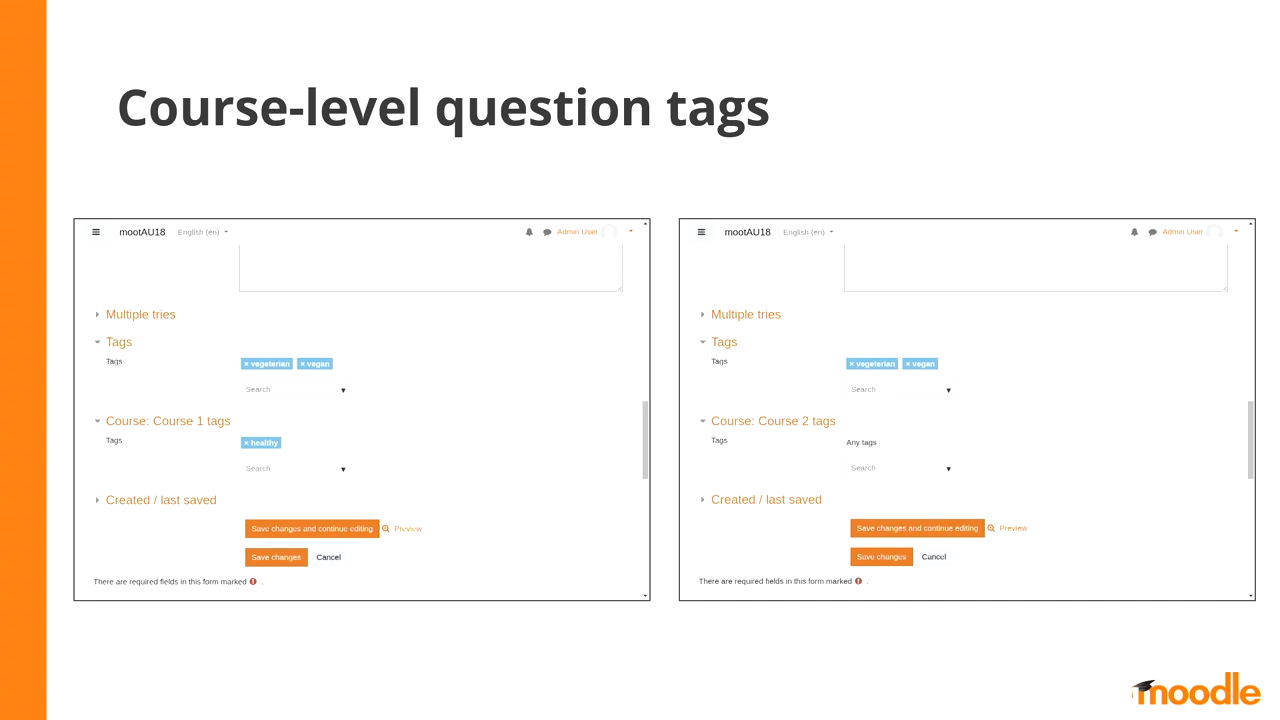 Course-level question tags
mootAU18 English (en) Admin User
Multiple tries
Tags
Tags × vegeterian × vegan
Search
Course: Course 1 tags
Tags × healthy
Search
Created / last saved
Save changes and continue editing Preview
Save changes Cancel
There are required fields in this form marked .
mootAU18 English (en) Admin User
Multiple tries
Tags
Tags × vegeterian × vegan
Search
Course: Course 2 tags
Tags Any tags
Search
Created / last saved
Save changes and continue editing Preview
Save changes Cancel
There are required fields in this form marked .
moodle